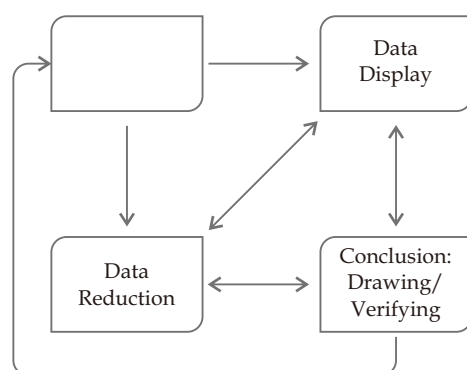 Data
Display
Data
Reduction
Conclusion:
Drawing/
Verifying